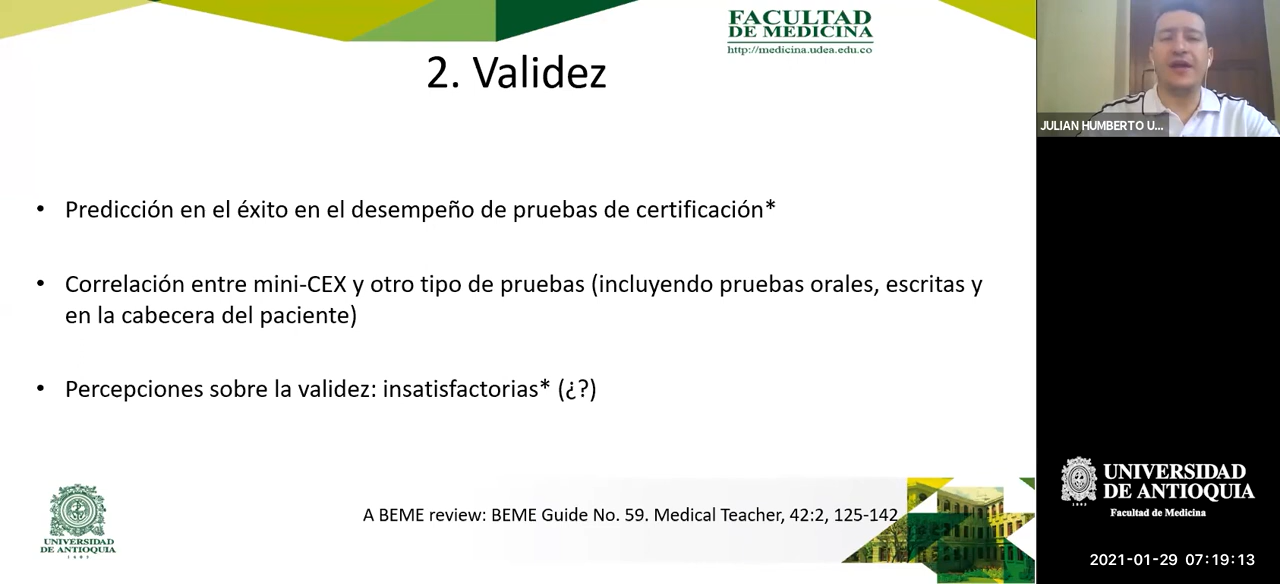 FACULTAD
DE MEDICINA
http://medicina.udea.edu.co
2. Validez
JULIAN HUMBERTO U...
• Predicción en el éxito en el desempeño de pruebas de certificación*
• Correlación entre mini-CEX y otro tipo de pruebas (incluyendo pruebas orales, escritas y
en la cabecera del paciente)
• Percepciones sobre la validez: insatisfactorias* (¿?)
UNIVERSIDAD
DE ANTIOQUIA
1803
A BEME review: BEME Guide No. 59. Medical Teacher, 42:2, 125-142
UNIVERSIDAD
DE ANTIOQUIA
1803
Facultad de Medicina
2021-01-29 07:19:13